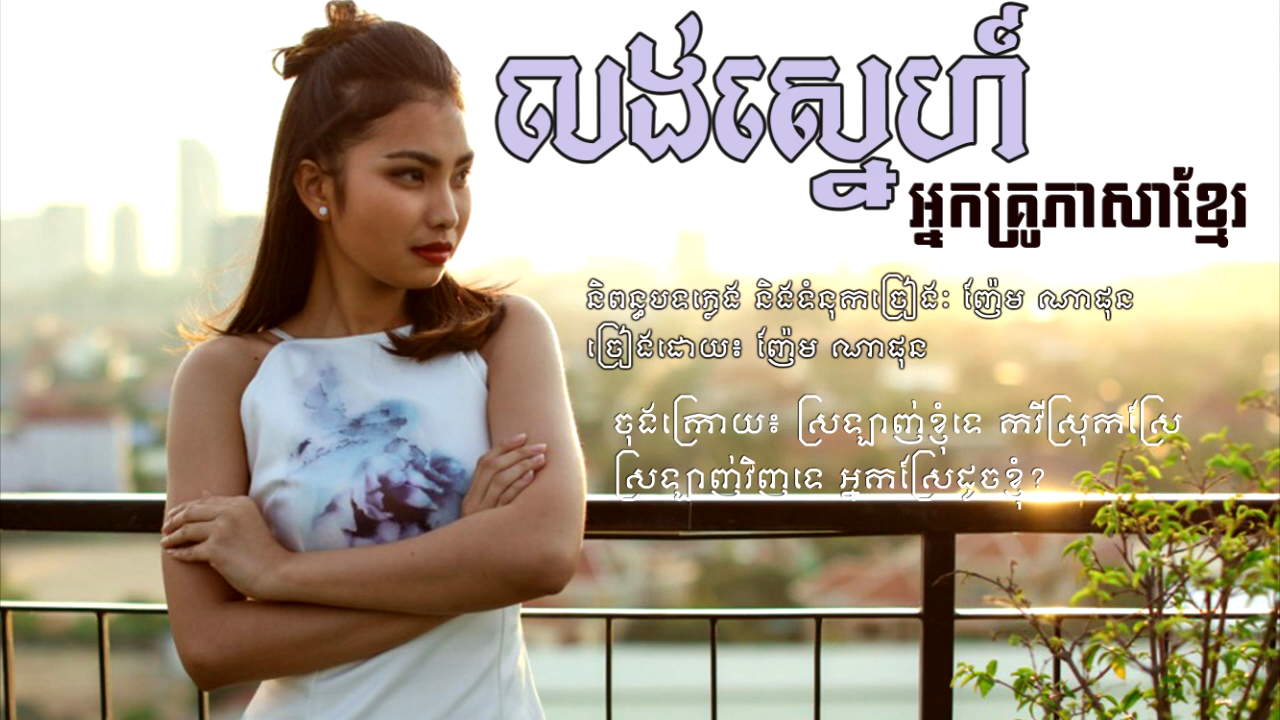 លង់ស្នេហ៍
អ្នកគ្រូភាសាខ្មែរ
និពន្ធបទភ្លេង និងទំនុកច្រៀង: ញ៉ែម ណាផុន
ច្រៀងដោយ៖ ញ៉ែម ណាផុន
ចុងក្រោយ៖ ស្រឡាញ់ខ្ញុំទេ កវីស្រុកស្រែ
ស្រឡាញ់វិញទេ អ្នកស្រែដូចខ្ញុំ?